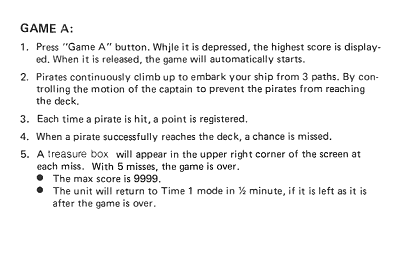 GAME A:
1. Press "Game A" button. While it is depressed, the highest score is display-
ed. When it is released, the game will automatically starts.
2. Pirates continuously climb up to embark your ship from 3 paths. By con-
trolling the motion of the captain to prevent the pirates from reaching
the deck.
3. Each time a pirate is hit, a point is registered.
4. When a pirate successfully reaches the deck, a chance is missed.
5. A treasure box will appear in the upper right corner of the screen at
each miss. With 5 misses, the game is over.
● The max score is 9999.
● The unit will return to Time 1 mode in ½ minute, if it is left as it is
after the game is over.